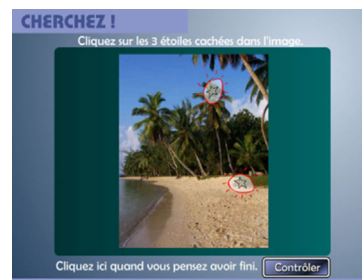 CHERCHEZ !
Cliquez sur les 3 étoiles cachées dans l'image.
Cliquez ici quand vous pensez avoir fini.
Contrôler